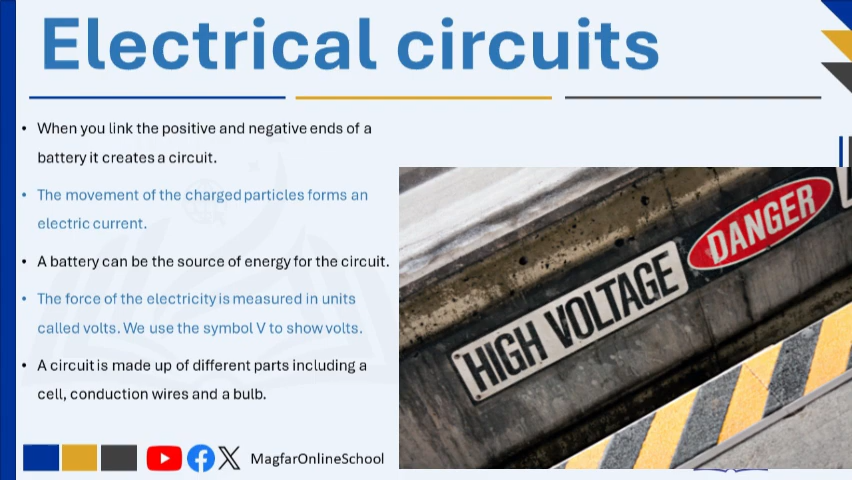 Electrical circuits
• When you link the positive and negative ends of a
battery it creates a circuit.
• The movement of the charged particles forms an
electric current.
• A battery can be the source of energy for the circuit.
• The force of the electricity is measured in units
called volts. We use the symbol V to show volts.
• A circuit is made up of different parts including a
cell, conduction wires and a bulb.
DANGER
HIGH VOLTAGE
MagfarOnlineSchool